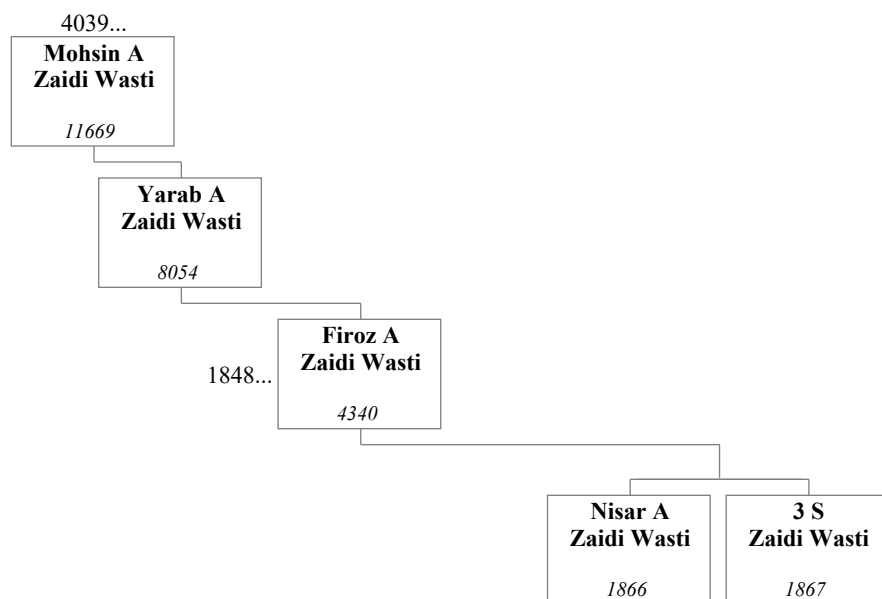 4039...
Mohsin A
Zaidi Wasti
11669
Yarab A
Zaidi Wasti
8054
Firoz A
Zaidi Wasti
1848...
4340
Nisar A
Zaidi Wasti
1866
3 S
Zaidi Wasti
1867